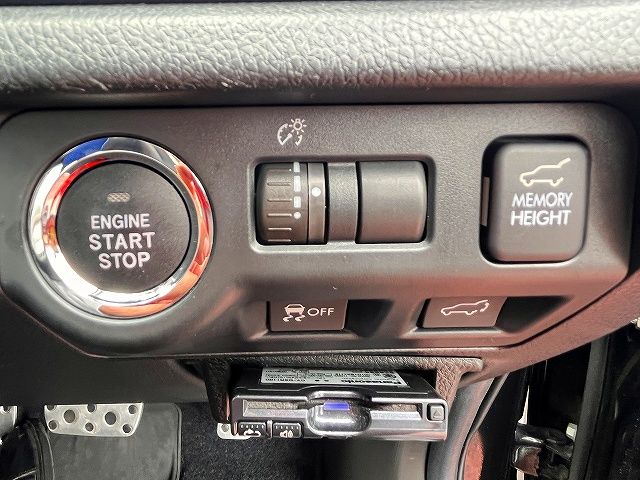 ENGINE
START
STOP
MEMORY
HEIGHT
OFF